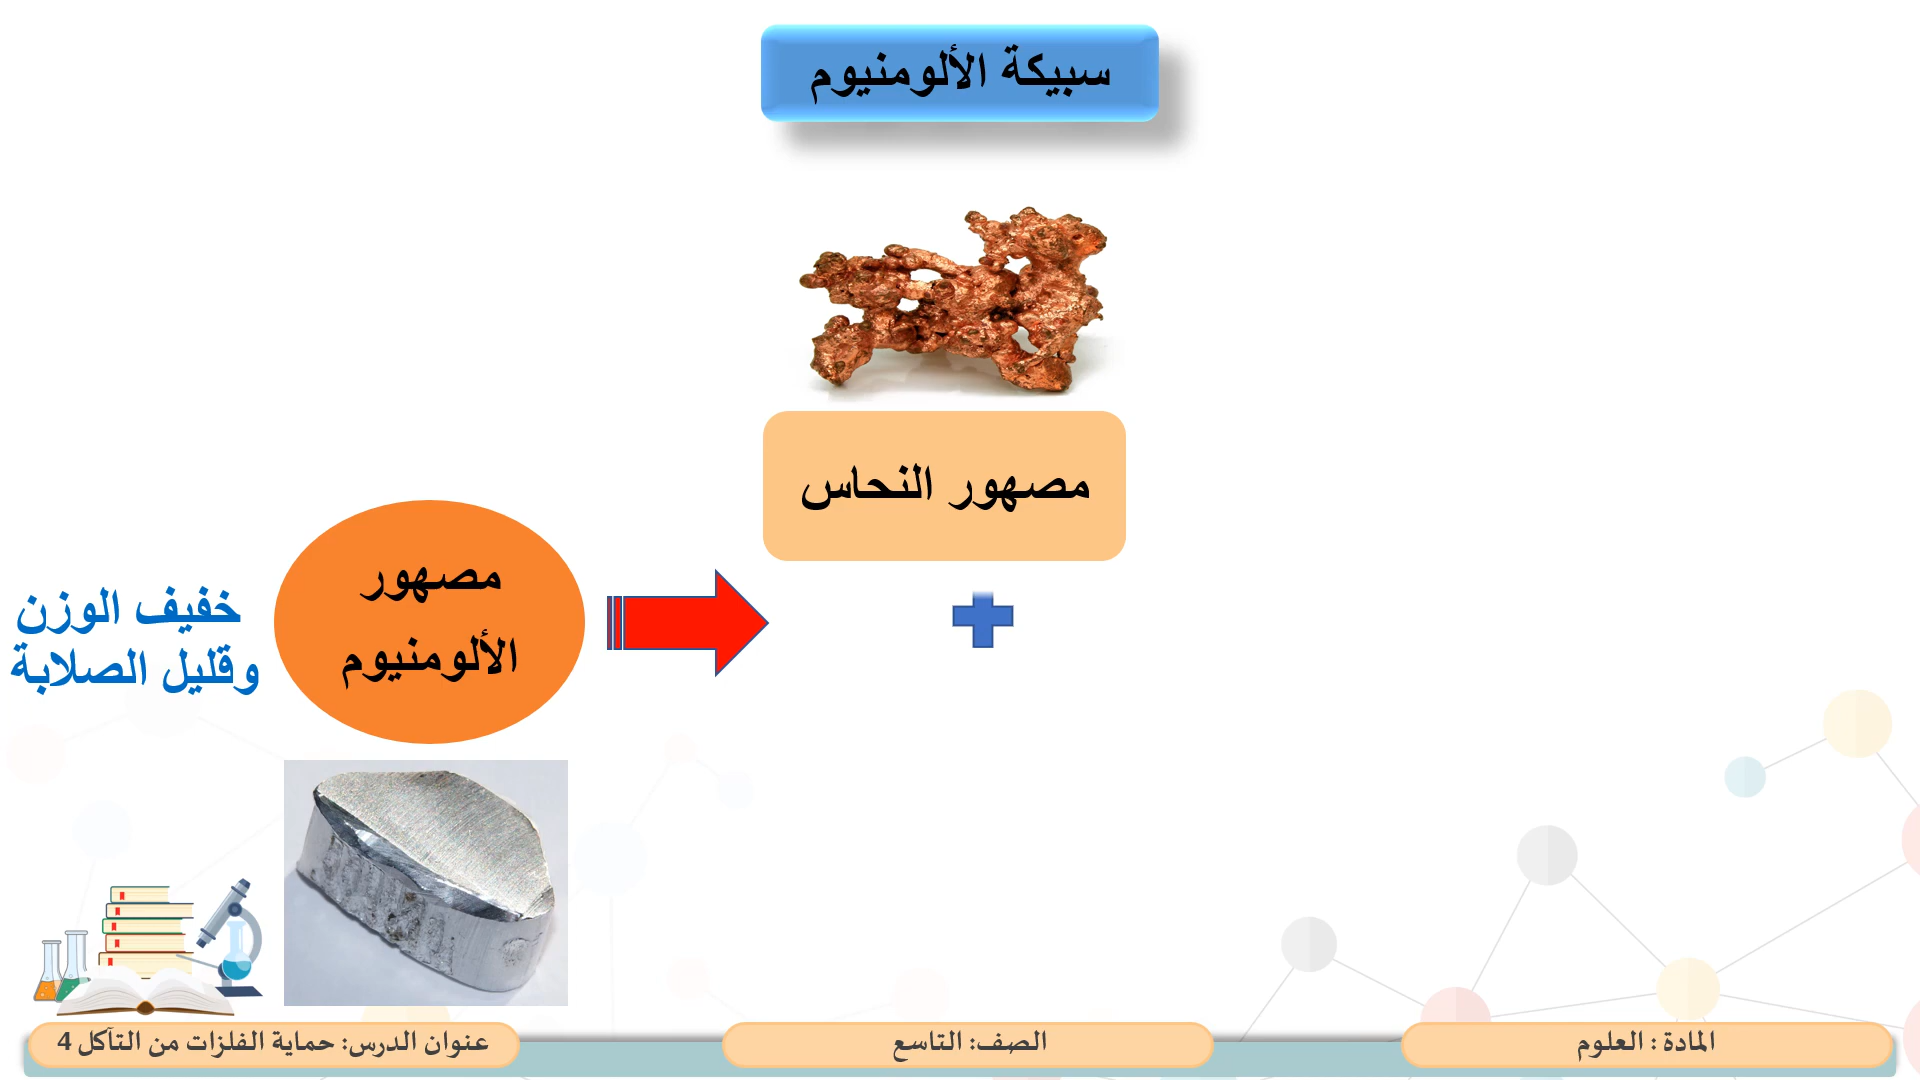 سبيكة الألومنيوم
مصهور النحاس
مصهور
الألومنيوم
خفيف الوزن
وقليل الصلابة
المادة : العلوم
الصف: التاسع
عنوان الدرس: حماية الفلزات من التآكل 4